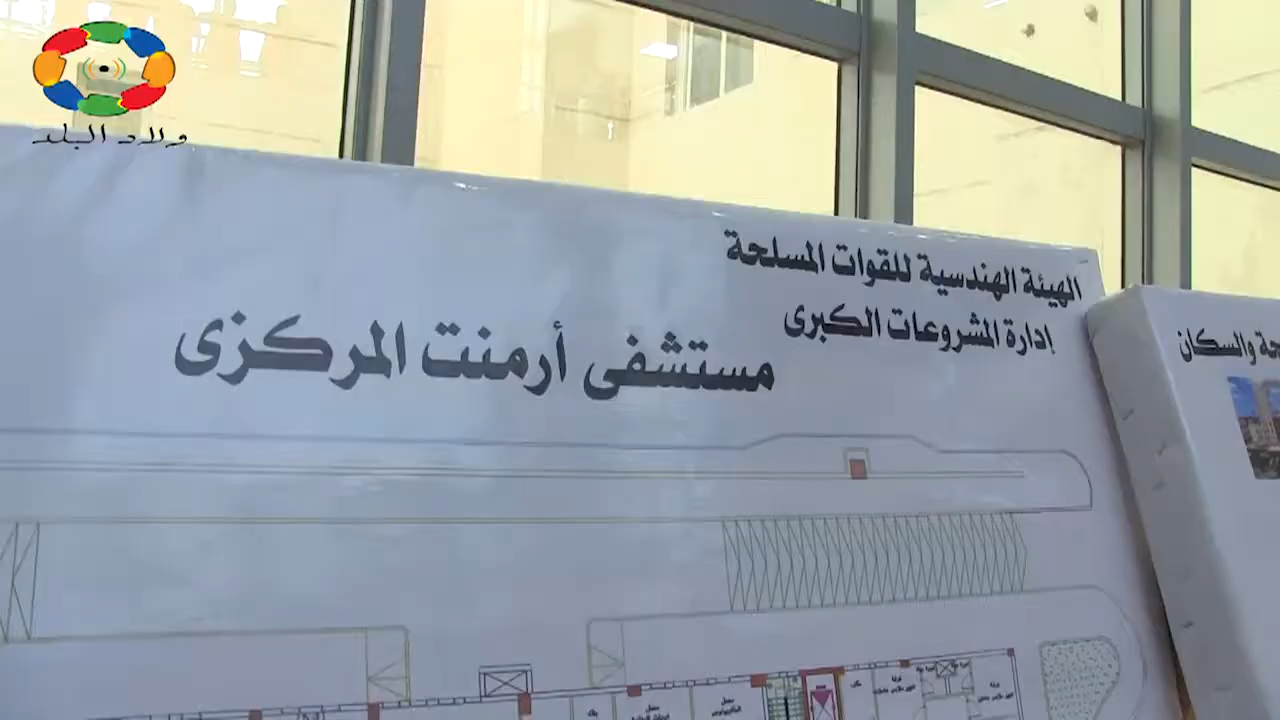 ولاد البلد
الهيئة الهندسية للقوات المسلحة
إدارة المشروعات الكبرى
مستشفى أرمنت المركزى
والسكان